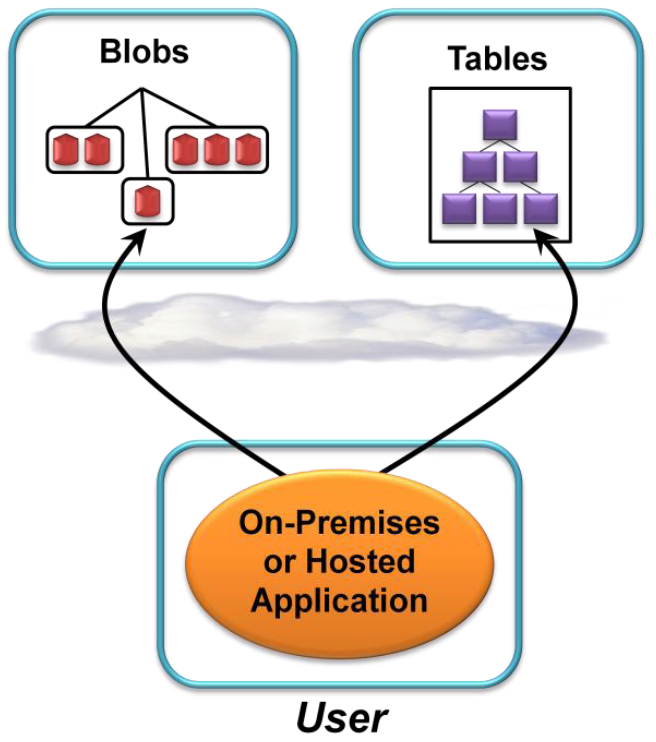 Blobs
Tables
On-Premises
or Hosted
Application
User